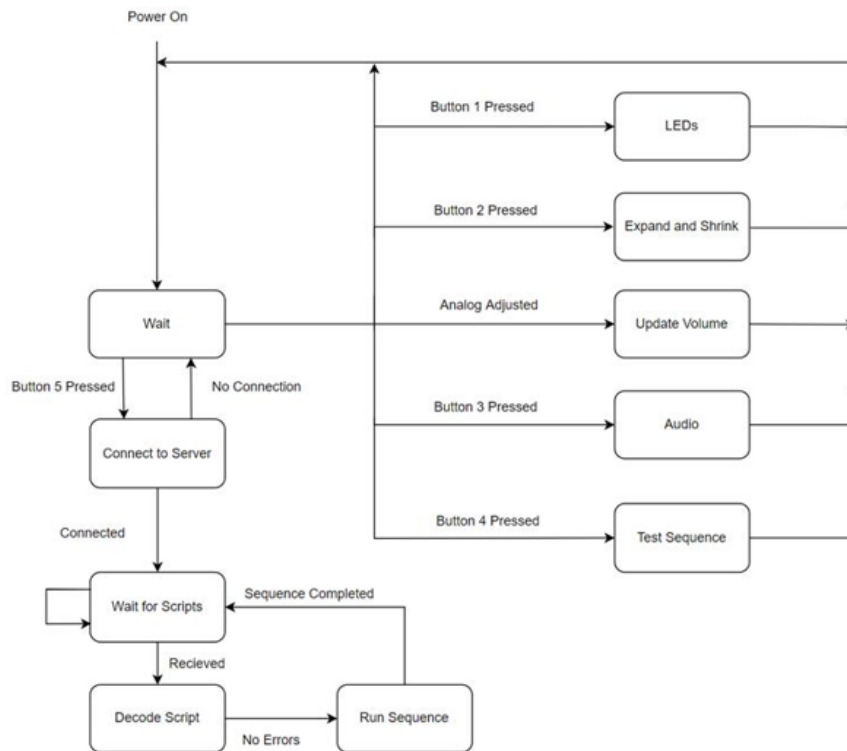 Power On
Button 1 Pressed
LEDs
Button 2 Pressed
Expand and Shrink
Wait
Analog Adjusted
Update Volume
Button 5 Pressed
No Connection
Button 3 Pressed
Audio
Connect to Server
Button 4 Pressed
Test Sequence
Connected
Wait for Scripts
Sequence Completed
Recieved
Decode Script
No Errors
Run Sequence